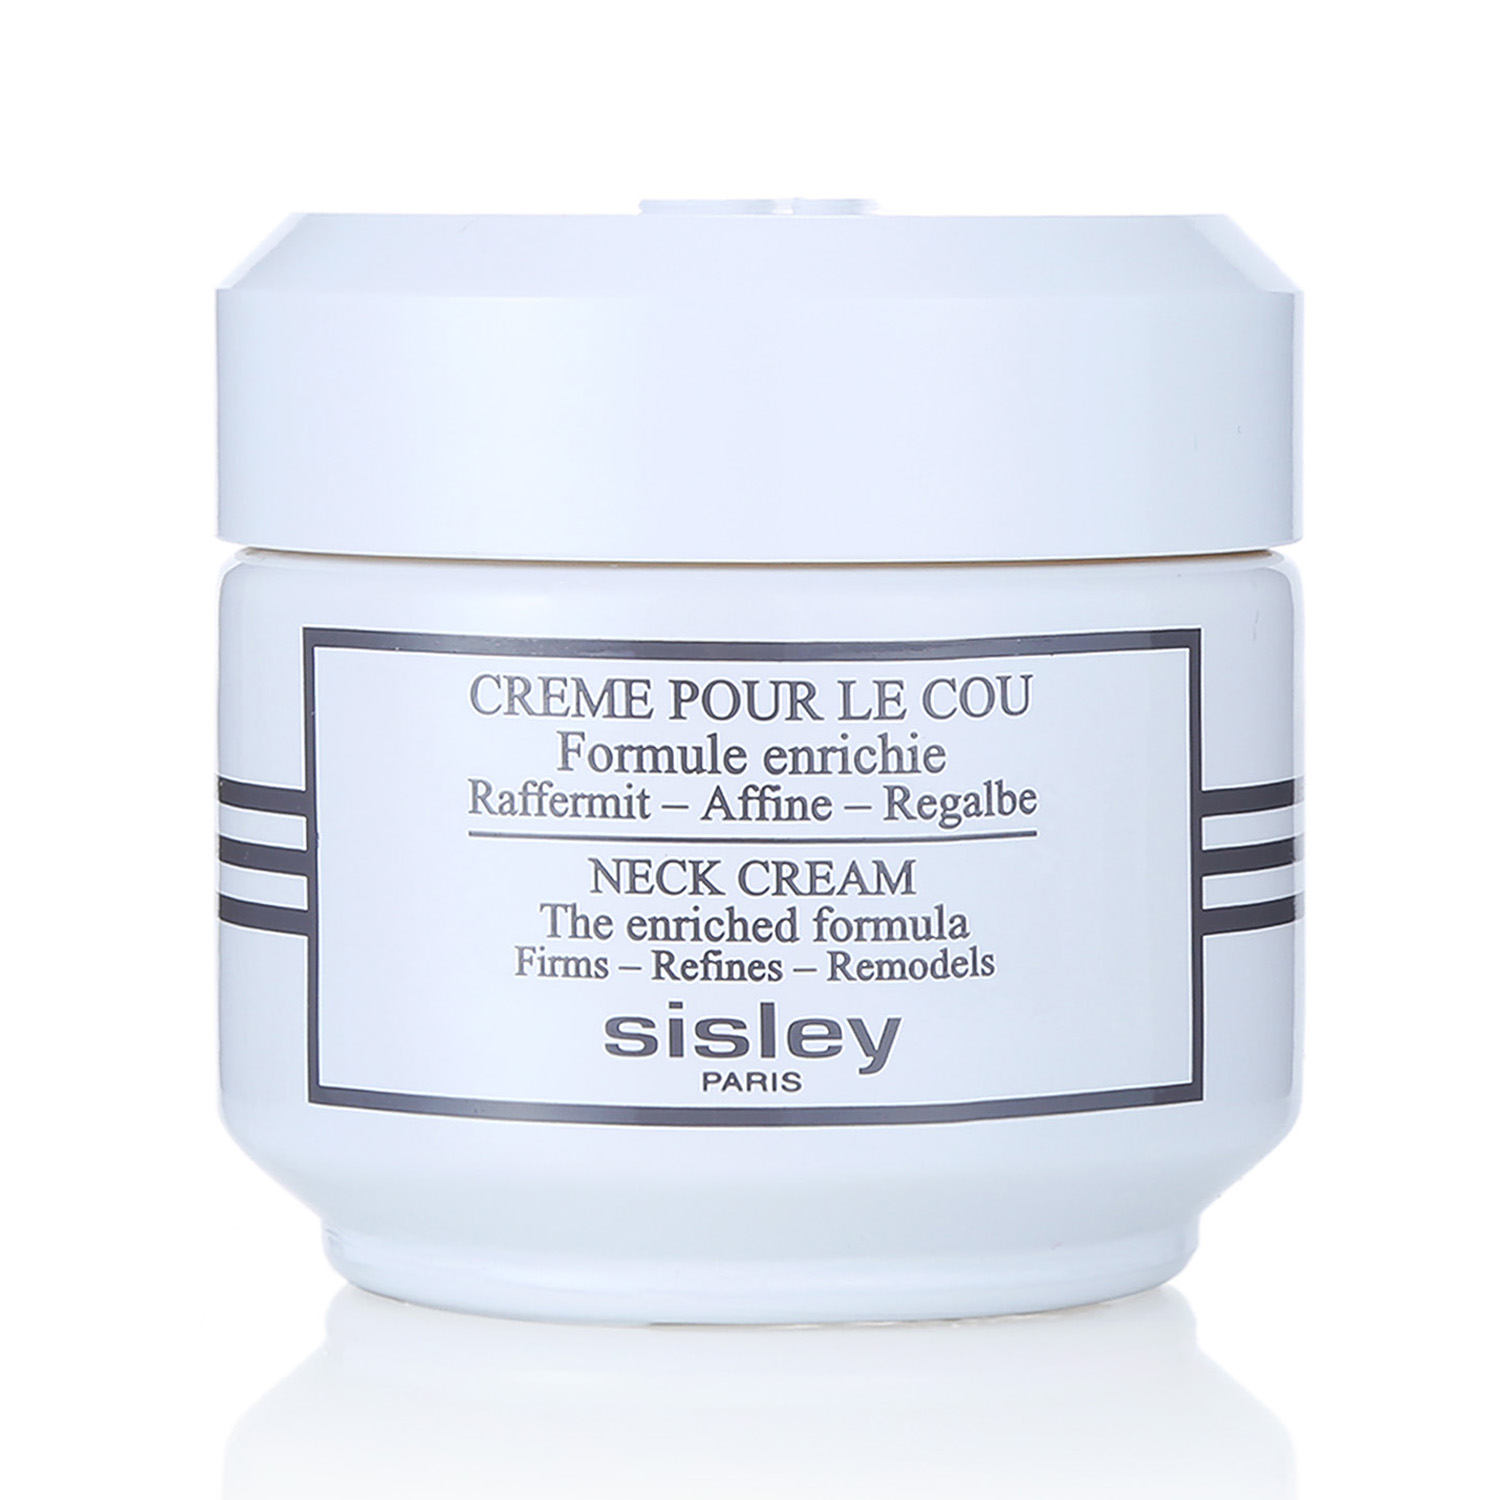 CREME POUR LE COU
Formule enrichie
Raffermit – Affine – Regalbe
NECK CREAM
The enriched formula
Firms – Refines – Remodels
sisley
PARIS